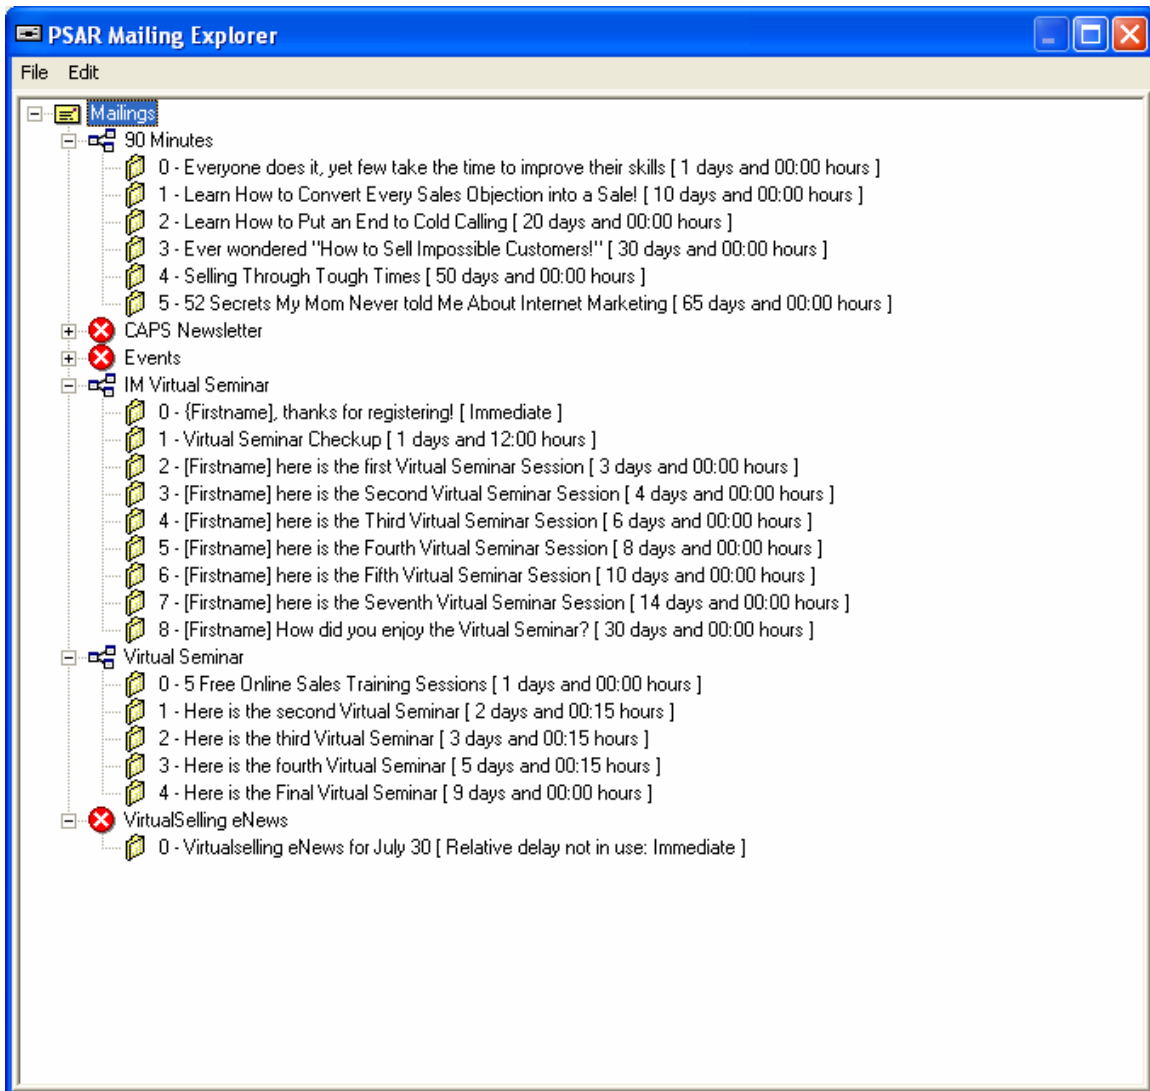 PSAR Mailing Explorer
File Edit
Mailings
90 Minutes
0 - Everyone does it, yet few take the time to improve their skills [ 1 days and 00:00 hours ]
1 - Learn How to Convert Every Sales Objection into a Sale! [ 10 days and 00:00 hours ]
2 - Learn How to Put an End to Cold Calling [ 20 days and 00:00 hours ]
3 - Ever wondered "How to Sell Impossible Customers!" [ 30 days and 00:00 hours ]
4 - Selling Through Tough Times [ 50 days and 00:00 hours ]
5 - 52 Secrets My Mom Never told Me About Internet Marketing [ 65 days and 00:00 hours ]
CAPS Newsletter
Events
IM Virtual Seminar
0 - {Firstname], thanks for registering! [ Immediate ]
1 - Virtual Seminar Checkup [ 1 days and 12:00 hours ]
2 - [Firstname] here is the first Virtual Seminar Session [ 3 days and 00:00 hours ]
3 - [Firstname] here is the Second Virtual Seminar Session [ 4 days and 00:00 hours ]
4 - [Firstname] here is the Third Virtual Seminar Session [ 6 days and 00:00 hours ]
5 - [Firstname] here is the Fourth Virtual Seminar Session [ 8 days and 00:00 hours ]
6 - [Firstname] here is the Fifth Virtual Seminar Session [ 10 days and 00:00 hours ]
7 - [Firstname] here is the Seventh Virtual Seminar Session [ 14 days and 00:00 hours ]
8 - [Firstname] How did you enjoy the Virtual Seminar? [ 30 days and 00:00 hours ]
Virtual Seminar
0 - 5 Free Online Sales Training Sessions [ 1 days and 00:00 hours ]
1 - Here is the second Virtual Seminar [ 2 days and 00:15 hours ]
2 - Here is the third Virtual Seminar [ 3 days and 00:15 hours ]
3 - Here is the fourth Virtual Seminar [ 5 days and 00:15 hours ]
4 - Here is the Final Virtual Seminar [ 9 days and 00:00 hours ]
VirtualSelling eNews
0 - Virtualselling eNews for July 30 [ Relative delay not in use: Immediate ]